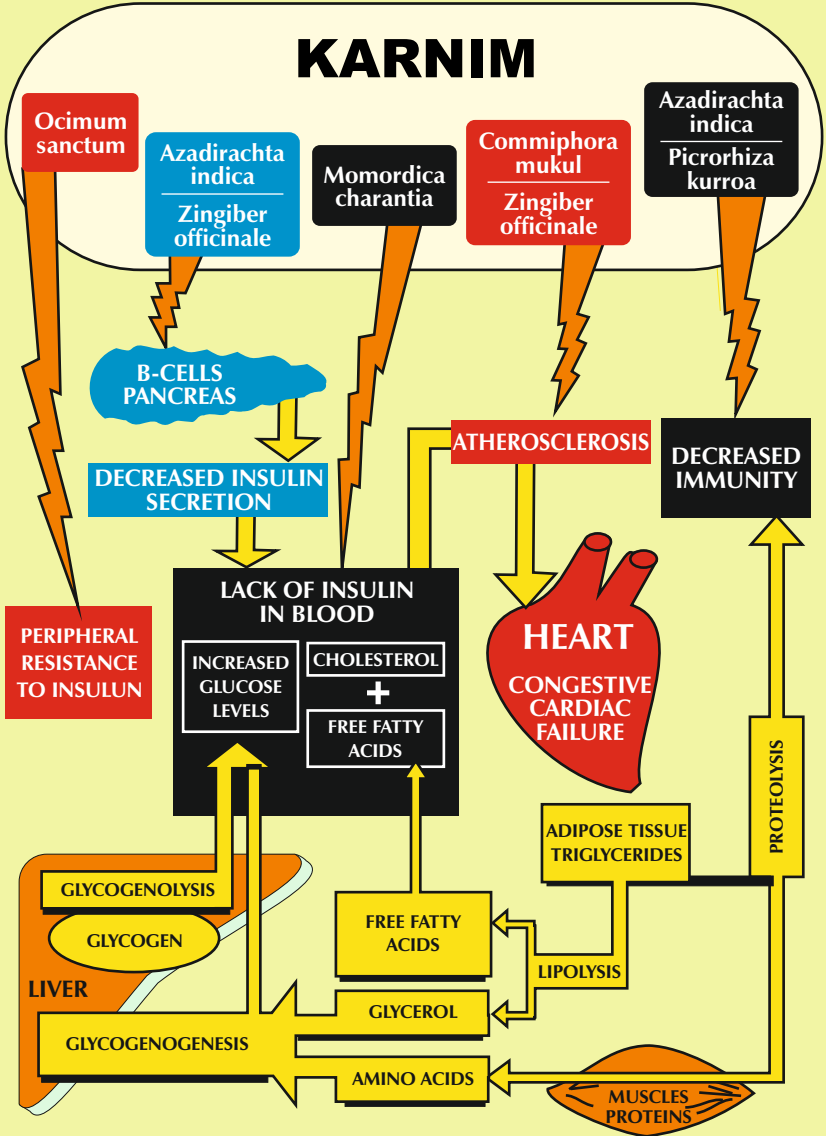 KARNIM
Ocimum
sanctum
Azadirachta
indica
Zingiber
officinale
Momordica
charantia
Commiphora
mukul
Zingiber
officinale
Azadirachta
indica
Picrorhiza
kurroa
B-CELLS
PANCREAS
DECREASED INSULIN
SECRETION
ATHEROSCLEROSIS
DECREASED
IMMUNITY
PERIPHERAL
RESISTANCE
TO INSULUN
LACK OF INSULIN
IN BLOOD
INCREASED
GLUCOSE
LEVELS
CHOLESTEROL
+
FREE FATTY
ACIDS
HEART
CONGESTIVE
CARDIAC
FAILURE
PROTEOLYSIS
ADIPOSE TISSUE
TRIGLYCERIDES
GLYCOGENOLYSIS
GLYCOGEN
LIVER
GLYCOGENOGENESIS
FREE FATTY
ACIDS
LIPOLYSIS
GLYCEROL
AMINO ACIDS
MUSCLES
PROTEINS